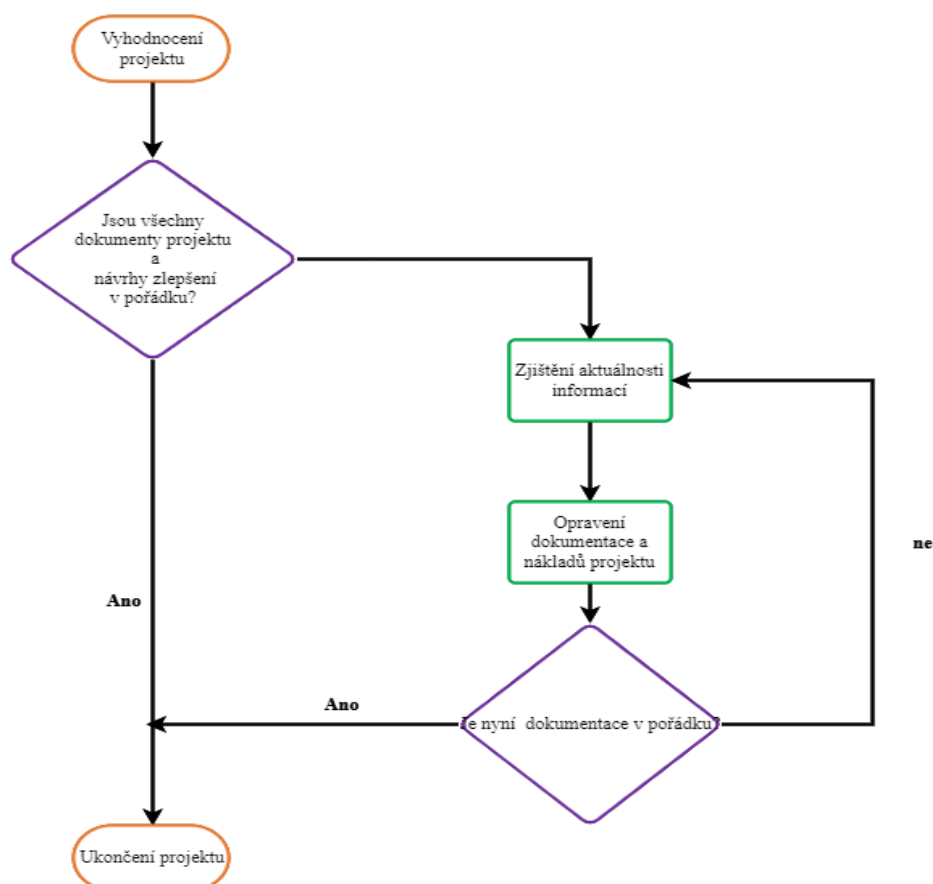 Vyhodnocení
projektu
Jsou všechny
dokumenty projektu
a
návrhy zlepšení
v pořádku?
Zjištění aktuálnosti
informací
Opravení
dokumentace a
nákladů projektu
ne
Ano
Ano
Je nyní dokumentace v pořádku?
Ukončení projektu